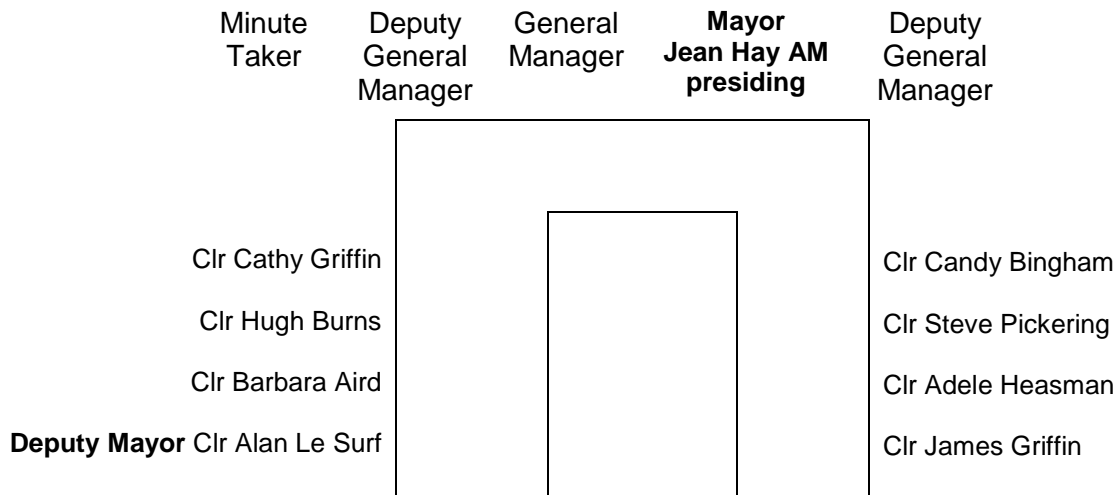 Minute
Taker
Deputy
General
Manager
General
Manager
Mayor
Jean Hay AM
presiding
Deputy
General
Manager
Clr Cathy Griffin
Clr Hugh Burns
Clr Barbara Aird
Deputy Mayor Clr Alan Le Surf
Clr Candy Bingham
Clr Steve Pickering
Clr Adele Heasman
Clr James Griffin